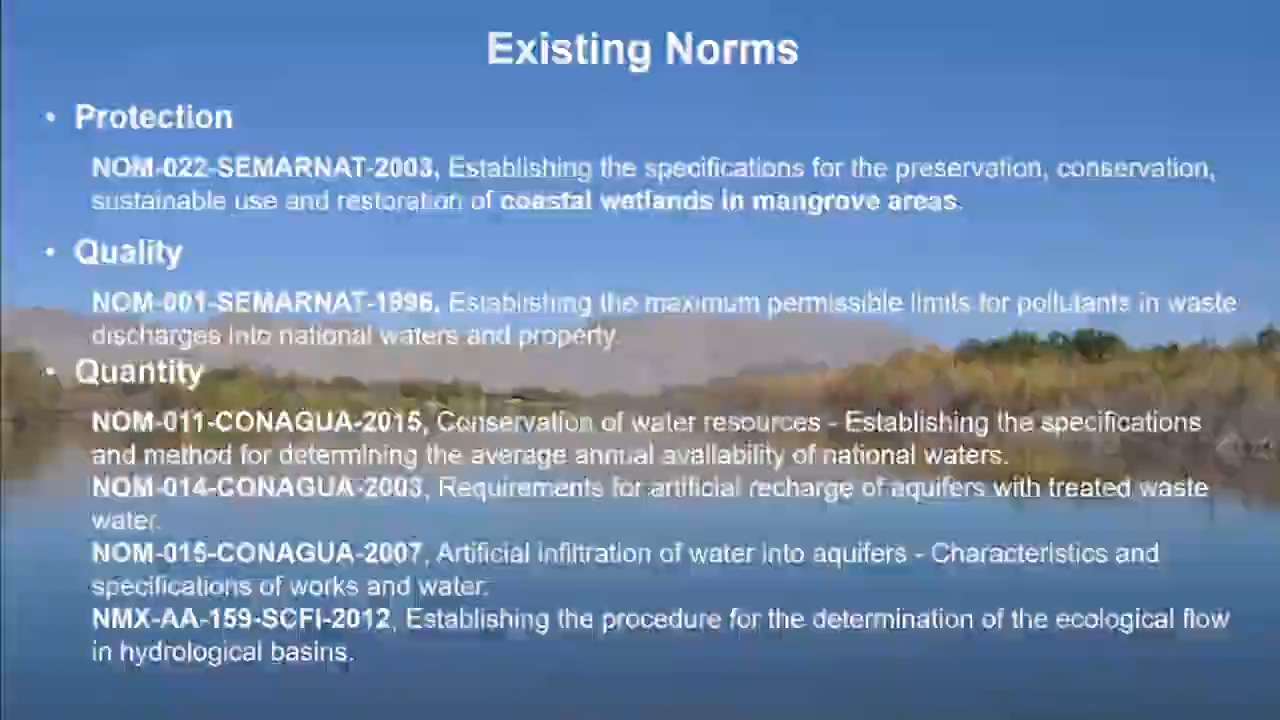 Existing Norms
• Protection
NOM-022-SEMARNAT-2003, Establishing the specifications for the preservation, conservation,
sustainable use and restoration of coastal wetlands in mangrove areas.
• Quality
NOM-001-SEMARNAT-1996, Establishing the maximum permissible limits for pollutants in waste
discharges into national waters and property.
• Quantity
NOM-011-CONAGUA-2015, Conservation of water resources - Establishing the specifications
and method for determining the average annual availability of national waters.
NOM-014-CONAGUA-2003, Requirements for artificial recharge of aquifers with treated waste
water.
NOM-015-CONAGUA-2007, Artificial infiltration of water into aquifers - Characteristics and
specifications of works and water.
NMX-AA-159-SCFI-2012, Establishing the procedure for the determination of the ecological flow
in hydrological basins.